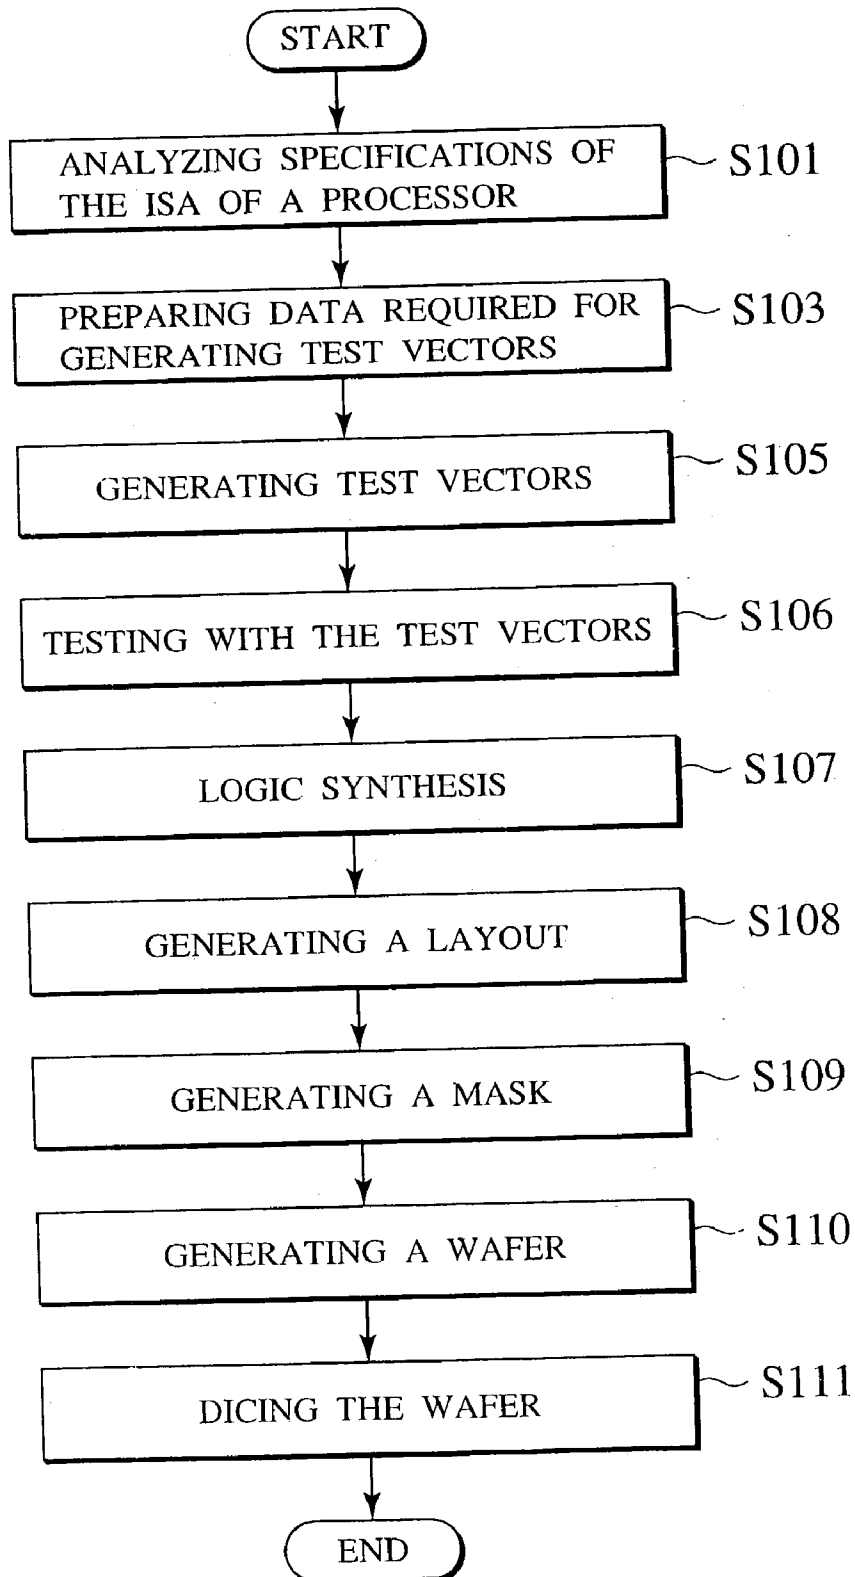 START
ANALYZING SPECIFICATIONS OF
THE ISA OF A PROCESSOR
S101
PREPARING DATA REQUIRED FOR
GENERATING TEST VECTORS
S103
GENERATING TEST VECTORS
S105
TESTING WITH THE TEST VECTORS
S106
LOGIC SYNTHESIS
S107
GENERATING A LAYOUT
S108
GENERATING A MASK
S109
GENERATING A WAFER
S110
DICING THE WAFER
S111
END